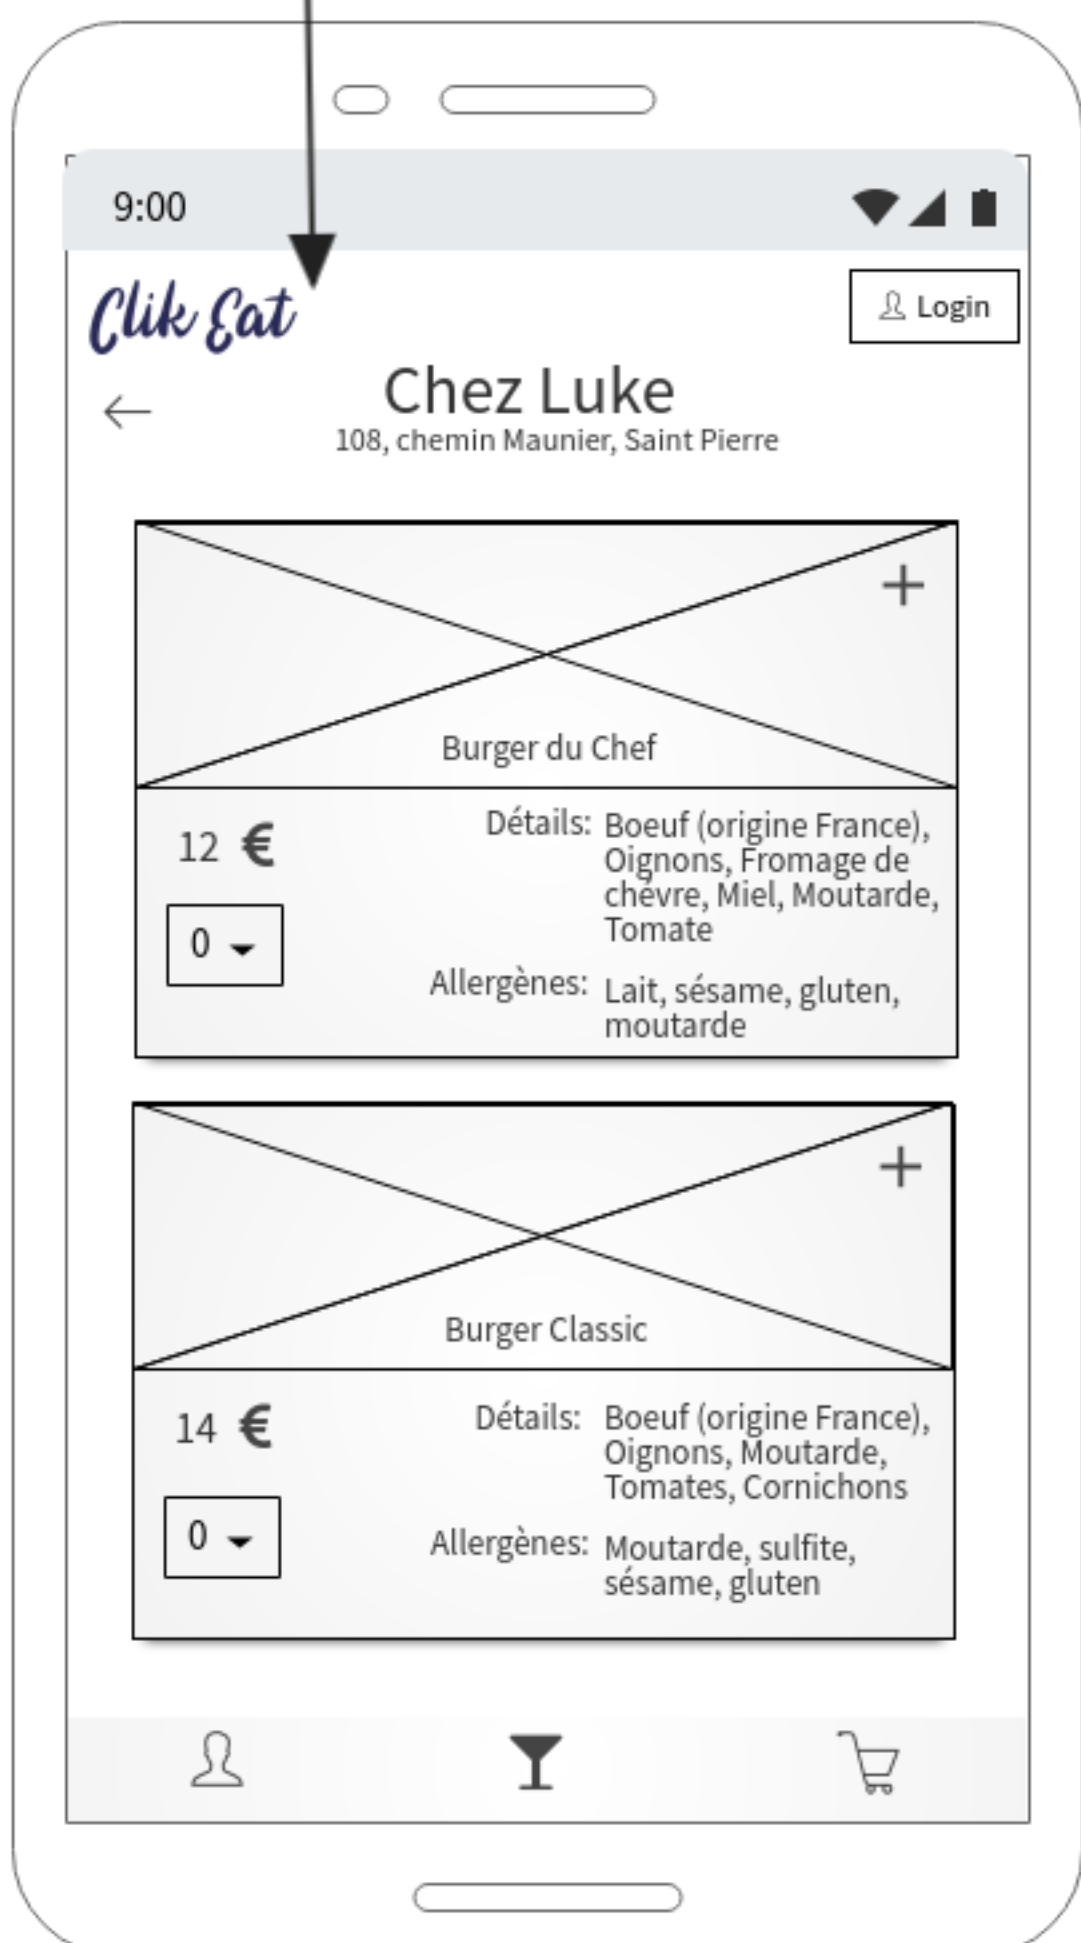 9:00
Clik Eat
Login
Chez Luke
108, chemin Maunier, Saint Pierre
Burger du Chef
12 €
0
Détails:
Boeuf (origine France),
Oignons, Fromage de
chévre, Miel, Moutarde,
Tomate
Allergènes:
Lait, sésame, gluten,
moutarde
Burger Classic
14 €
0
Détails:
Boeuf (origine France),
Oignons, Moutarde,
Tomates, Cornichons
Allergènes:
Moutarde, sulfite,
sésame, gluten